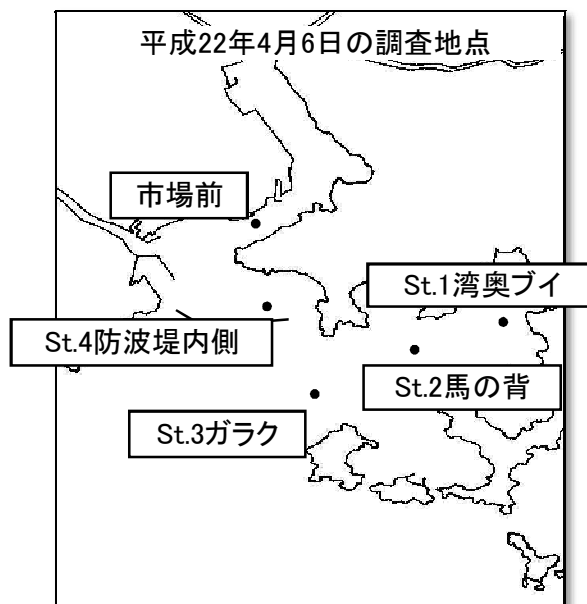 平成22年4月6日の調査地点
市場前
St.1湾奥ブイ
St.4防波堤内側
St.2馬の背
St.3ガラク